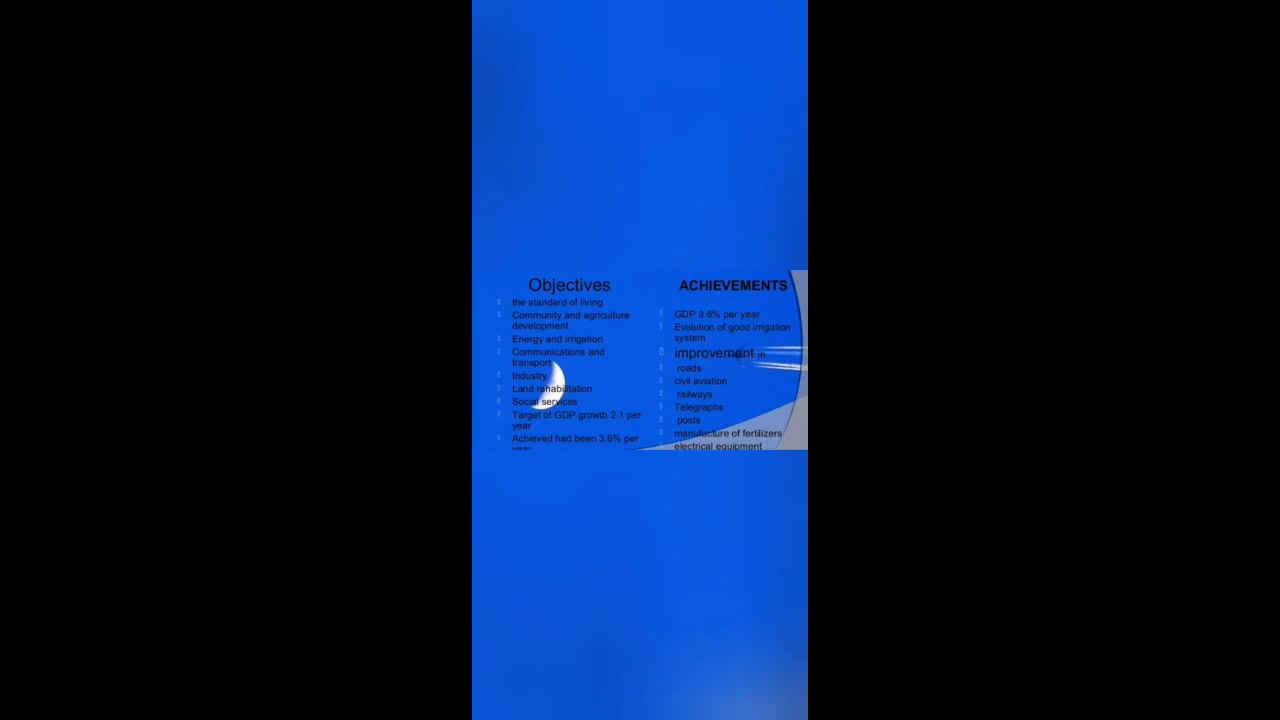 Objectives
the standard of living
Community and agriculture
development
Energy and irrigation
Communications and
transport
Industry
Land rehabilitation
Social services
Target of GDP growth 2.1 per
year
Achieved had been 3.6% per
year
ACHIEVEMENTS
GDP 3.6% per year
Evolution of good irrigation
system
improvement in
roads
civil aviation
railways
Telegraphs
posts
manufacture of fertilizers
electrical equipment